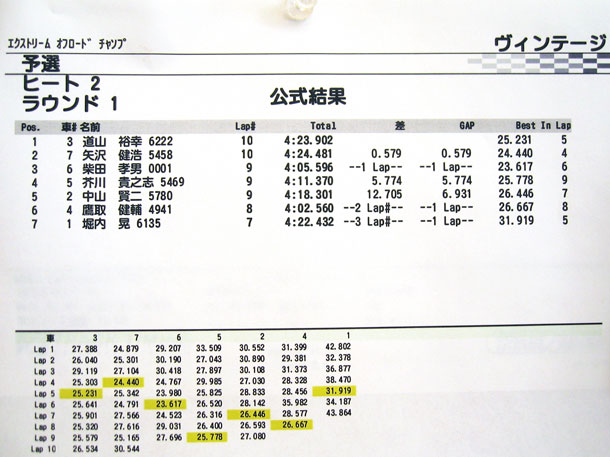 エクストリーム オフロード チャンプ
ヴィンテージ
予選
ヒート 2
ラウンド 1
公式結果
Pos. 車# 名前 Lap# Total 差 GAP Best In Lap
1 3 道山 裕幸 6222 10 4:23.902 25.231 5
2 7 矢沢 健浩 5458 10 4:24.481 0.579 0.579 24.440 4
3 6 柴田 孝男 0001 9 4:05.596 --1 Lap#-- --1 Lap-- 23.617 6
4 5 芥川 貴之志 5469 9 4:11.370 5.774 5.774 25.778 9
5 2 中山 賢二 5780 9 4:18.301 12.705 6.931 26.446 7
6 4 鷹取 健輔 4941 8 4:02.560 --2 Lap#-- --1 Lap-- 26.667 8
7 1 堀内 晃 6135 7 4:22.432 --3 Lap#-- --1 Lap-- 31.919 5
車 3 7 6 5 2 4 1
Lap 1 27.388 24.879 29.207 33.509 30.552 31.399 42.802
Lap 2 26.040 25.301 30.190 27.043 30.890 29.381 32.378
Lap 3 29.119 27.104 30.418 27.897 30.108 31.373 36.877
Lap 4 25.303 24.440 24.767 29.985 27.030 28.328 38.470
Lap 5 25.231 25.342 23.980 25.825 28.833 28.456 31.919
Lap 6 25.641 24.791 23.617 26.520 28.142 35.982 34.187
Lap 7 25.901 27.566 24.523 26.316 26.446 28.577 43.864
Lap 8 25.320 27.616 29.031 26.400 26.593 26.667
Lap 9 25.579 25.165 27.696 25.778 27.080
Lap 10 26.534 30.544